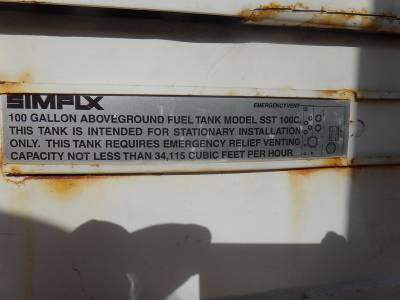 SIMPLX
EMERGENCY VENT
100 GALLON ABOVEGROUND FUEL TANK MODEL SST 100C.
THIS TANK IS INTENDED FOR STATIONARY INSTALLATION
ONLY. THIS TANK REQUIRES EMERGENCY RELIEF VENTING
CAPACITY NOT LESS THAN 34,115 CUBIC FEET PER HOUR